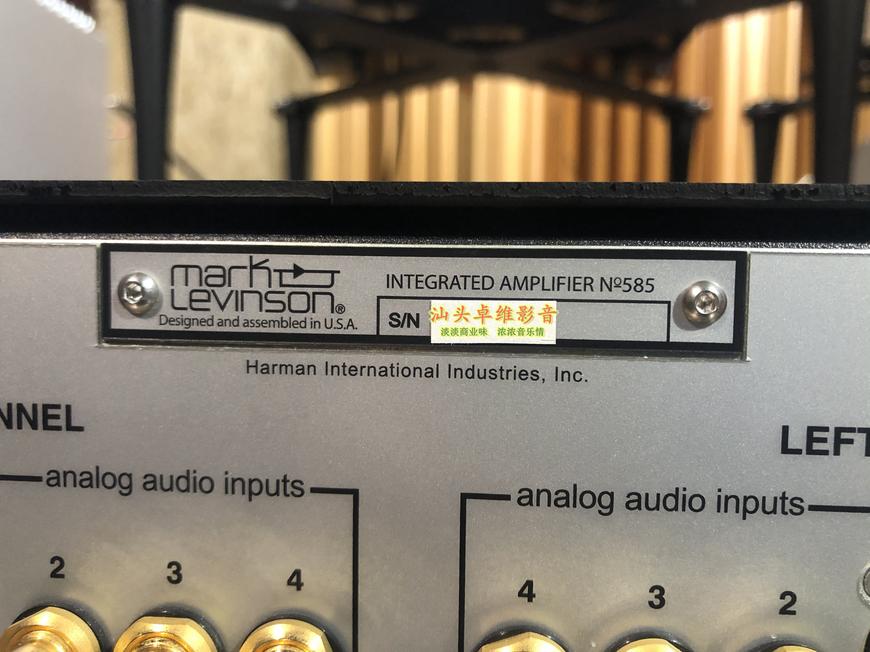 mark
Levinson®
Designed and assembled in U.S.A.
INTEGRATED AMPLIFIER Nº585
S/N
汕头卓维影音
淡淡商业味 浓浓音乐情
Harman International Industries, Inc.
NNEL
LEFT
analog audio inputs
analog audio inputs
2 3 4
4 3 2